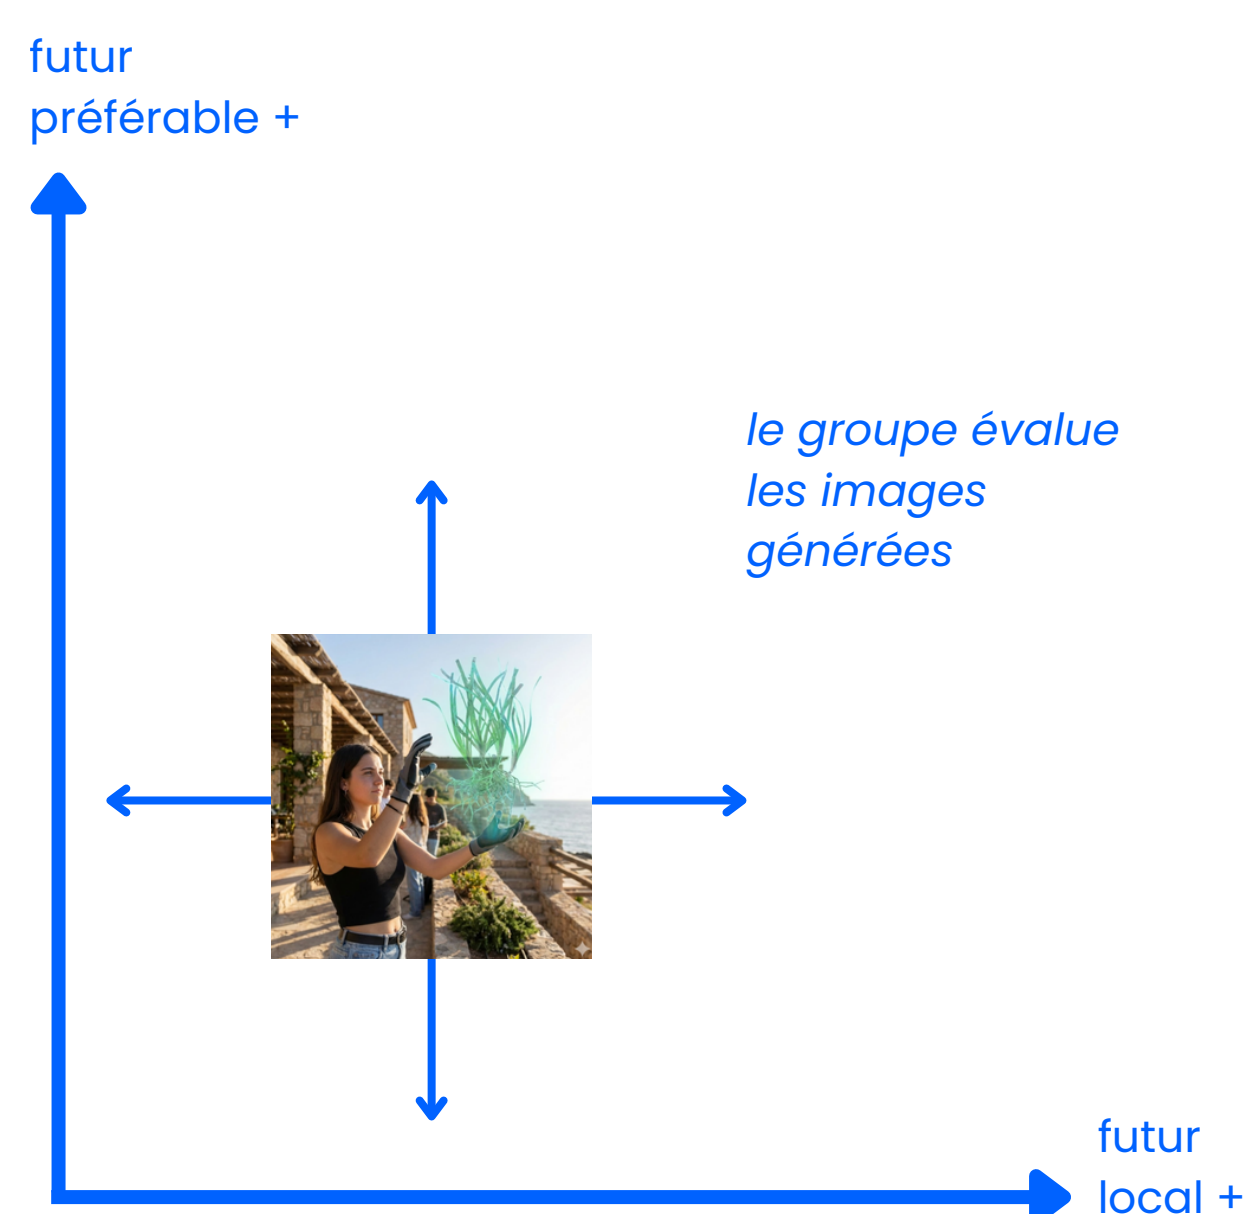 futur
préférable +
le groupe évalue
les images
générées
futur
local +